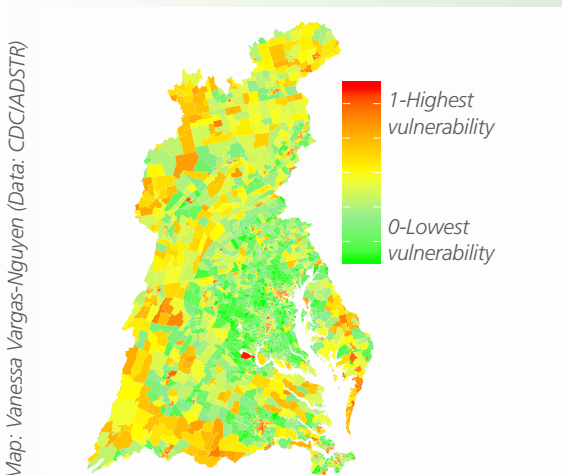 Map: Vanessa Vargas-Nguyen (Data: CDC/ADSTR)
1-Highest
vulnerability
0-Lowest
vulnerability